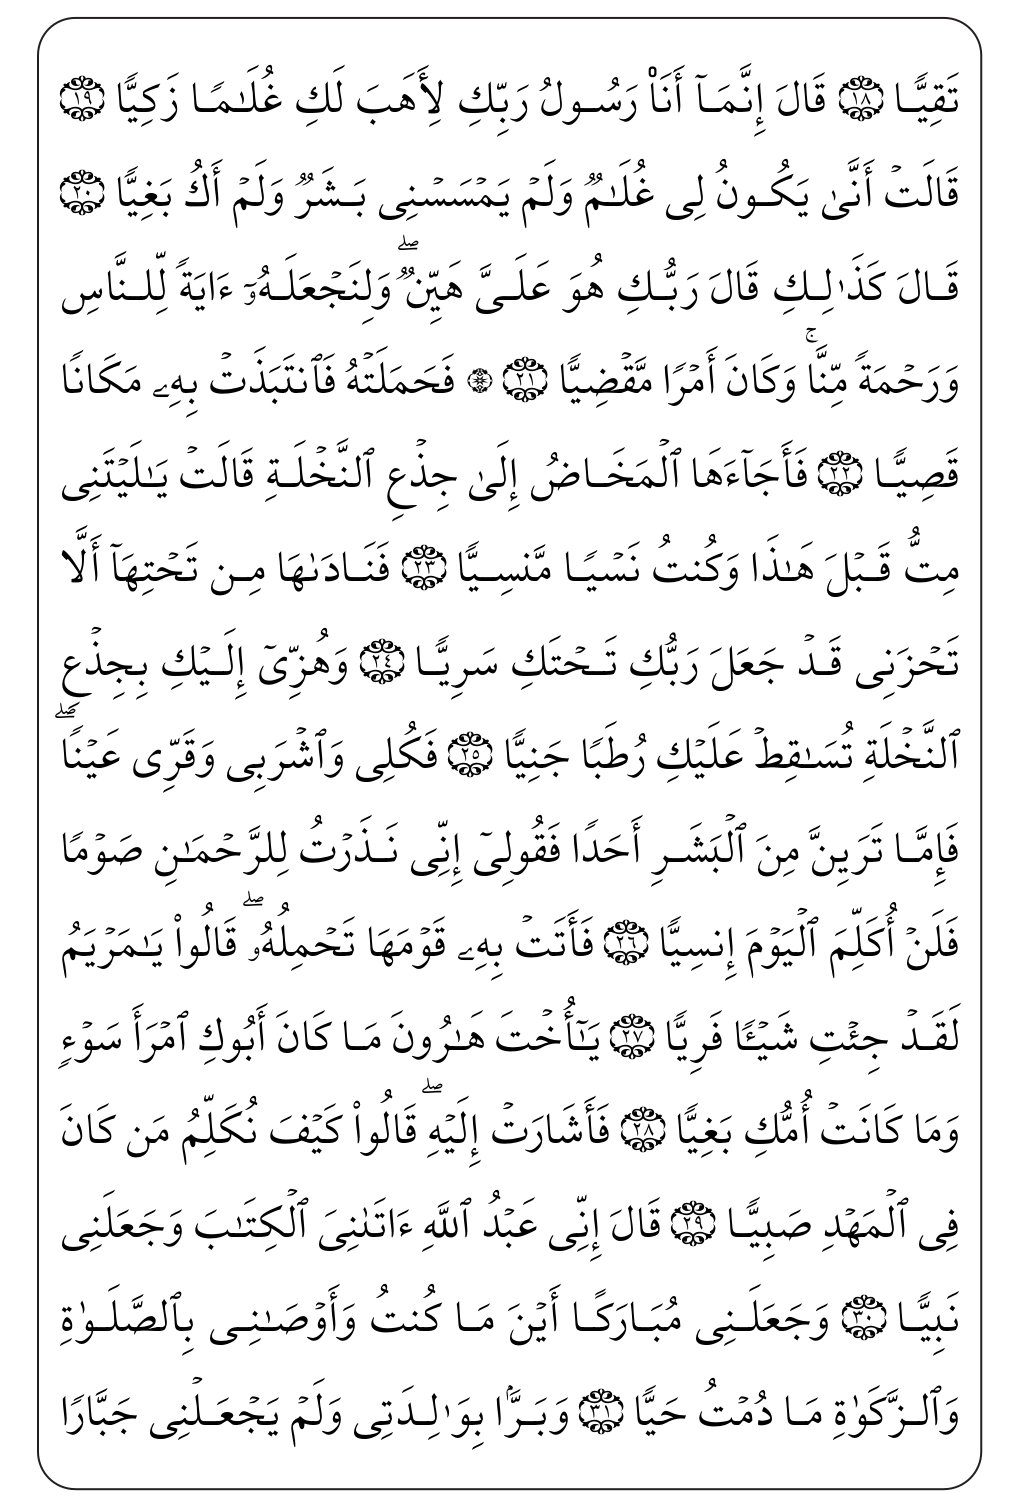 تَقِيًّا ١٨ قَالَ إِنَّمَآ أَنَا۠ رَسُولُ رَبِّكِ لِأَهَبَ لَكِ غُلَٰمًا زَكِيًّا ١٩
قَالَتۡ أَنَّىٰ يَكُونُ لِى غُلَٰمٌ وَلَمۡ يَمۡسَسۡنِى بَشَرٌ وَلَمۡ أَكُ بَغِيًّا ٢٠
قَالَ كَذَٰلِكِ قَالَ رَبُّكِ هُوَ عَلَىَّ هَيِّنٌۖ وَلِنَجۡعَلَهُۥٓ ءَايَةً لِّلنَّاسِ
وَرَحۡمَةً مِّنَّاۚ وَكَانَ أَمۡرًا مَّقۡضِيًّا ٢١ ۞ فَحَمَلَتۡهُ فَٱنتَبَذَتۡ بِهِۦ مَكَانًا
قَصِيًّا ٢٢ فَأَجَآءَهَا ٱلۡمَخَاضُ إِلَىٰ جِذۡعِ ٱلنَّخۡلَةِ قَالَتۡ يَٰلَيۡتَنِى
مِتُّ قَبۡلَ هَٰذَا وَكُنتُ نَسۡيًا مَّنسِيًّا ٢٣ فَنَادَىٰهَا مِن تَحۡتِهَآ أَلَّا
تَحۡزَنِى قَدۡ جَعَلَ رَبُّكِ تَحۡتَكِ سَرِيًّا ٢٤ وَهُزِّىٓ إِلَيۡكِ بِجِذۡعِ
ٱلنَّخۡلَةِ تُسَٰقِطۡ عَلَيۡكِ رُطَبًا جَنِيًّا ٢٥ فَكُلِى وَٱشۡرَبِى وَقَرِّى عَيۡنًاۖ
فَإِمَّا تَرَيِنَّ مِنَ ٱلۡبَشَرِ أَحَدًا فَقُولِىٓ إِنِّى نَذَرۡتُ لِلرَّحۡمَٰنِ صَوۡمًا
فَلَنۡ أُكَلِّمَ ٱلۡيَوۡمَ إِنسِيًّا ٢٦ فَأَتَتۡ بِهِۦ قَوۡمَهَا تَحۡمِلُهُۥۖ قَالُواْ يَٰمَرۡيَمُ
لَقَدۡ جِئۡتِ شَيۡـًٔا فَرِيًّا ٢٧ يَٰٓأُخۡتَ هَٰرُونَ مَا كَانَ أَبُوكِ ٱمۡرَأَ سَوۡءٍ
وَمَا كَانَتۡ أُمُّكِ بَغِيًّا ٢٨ فَأَشَارَتۡ إِلَيۡهِۖ قَالُواْ كَيۡفَ نُكَلِّمُ مَن كَانَ
فِى ٱلۡمَهۡدِ صَبِيًّا ٢٩ قَالَ إِنِّى عَبۡدُ ٱللَّهِ ءَاتَىٰنِىَ ٱلۡكِتَٰبَ وَجَعَلَنِى
نَبِيًّا ٣٠ وَجَعَلَنِى مُبَارَكًا أَيۡنَ مَا كُنتُ وَأَوۡصَٰنِى بِٱلصَّلَوٰةِ
وَٱلزَّكَوٰةِ مَا دُمۡتُ حَيًّا ٣١ وَبَرًّۢا بِوَٰلِدَتِى وَلَمۡ يَجۡعَلۡنِى جَبَّارًا